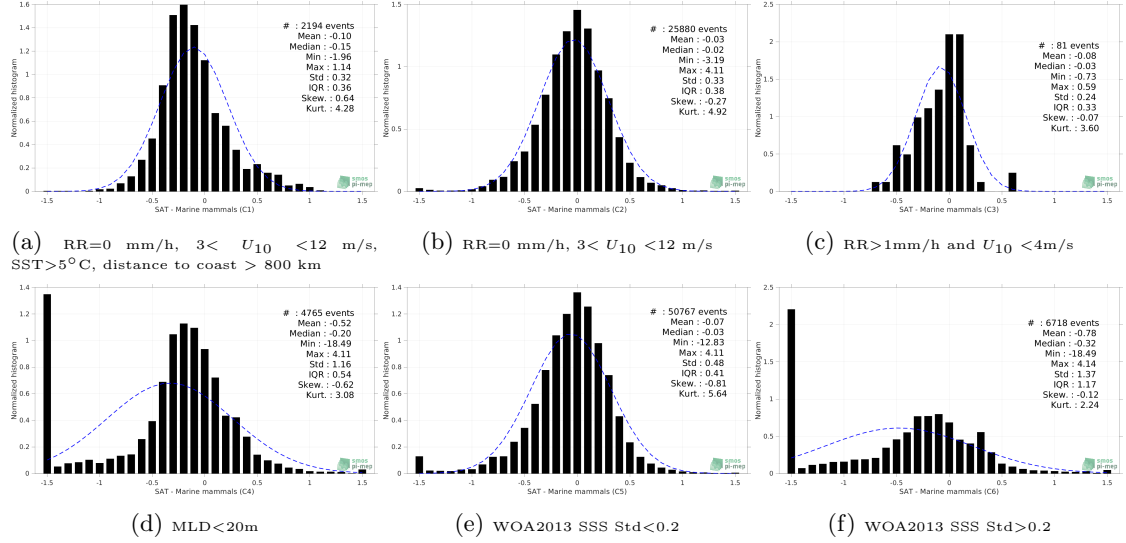 1.6
1.4
1.2
1
0.8
0.6
0.4
0.2
0
Normalized histogram
# : 2194 events
Mean : -0.10
Median : -0.15
Min : -1.96
Max : 1.14
Std : 0.32
IQR : 0.36
Skew. : 0.64
Kurt. : 4.28
smos
pi-mep
-1.5 -1 -0.5 0 0.5 1 1.5
SAT - Marine mammals (C1)
(a) RR=0 mm/h, 3< U10 <12 m/s,
SST>5°C, distance to coast > 800 km
1.5
1
0.5
0
Normalized histogram
# : 25880 events
Mean : -0.03
Median : -0.02
Min : -3.19
Max : 4.11
Std : 0.33
IQR : 0.38
Skew. : -0.27
Kurt. : 4.92
smos
pi-mep
-1.5 -1 -0.5 0 0.5 1 1.5
SAT - Marine mammals (C2)
(b) RR=0 mm/h, 3< U10 <12 m/s
2.5
2
1.5
1
0.5
0
Normalized histogram
# : 81 events
Mean : -0.08
Median : -0.03
Min : -0.73
Max : 0.59
Std : 0.24
IQR : 0.33
Skew. : -0.07
Kurt. : 3.60
smos
pi-mep
-1.5 -1 -0.5 0 0.5 1 1.5
SAT - Marine mammals (C3)
(c) RR>1mm/h and U10 <4m/s
1.4
1.2
1
0.8
0.6
0.4
0.2
0
Normalized histogram
# : 4765 events
Mean : -0.52
Median : -0.20
Min : -18.49
Max : 4.11
Std : 1.16
IQR : 0.54
Skew. : -0.62
Kurt. : 3.08
smos
pi-mep
-1.5 -1 -0.5 0 0.5 1 1.5
SAT - Marine mammals (C4)
(d) MLD<20m
1.4
1.2
1
0.8
0.6
0.4
0.2
0
Normalized histogram
# : 50767 events
Mean : -0.07
Median : -0.03
Min : -12.83
Max : 4.11
Std : 0.48
IQR : 0.41
Skew. : -0.81
Kurt. : 5.64
smos
pi-mep
-1.5 -1 -0.5 0 0.5 1 1.5
SAT - Marine mammals (C5)
(e) WOA2013 SSS Std<0.2
2.5
2
1.5
1
0.5
0
Normalized histogram
# : 6718 events
Mean : -0.78
Median : -0.32
Min : -18.49
Max : 4.14
Std : 1.37
IQR : 1.17
Skew. : -0.12
Kurt. : 2.24
smos
pi-mep
-1.5 -1 -0.5 0 0.5 1 1.5
SAT - Marine mammals (C6)
(f) WOA2013 SSS Std>0.2